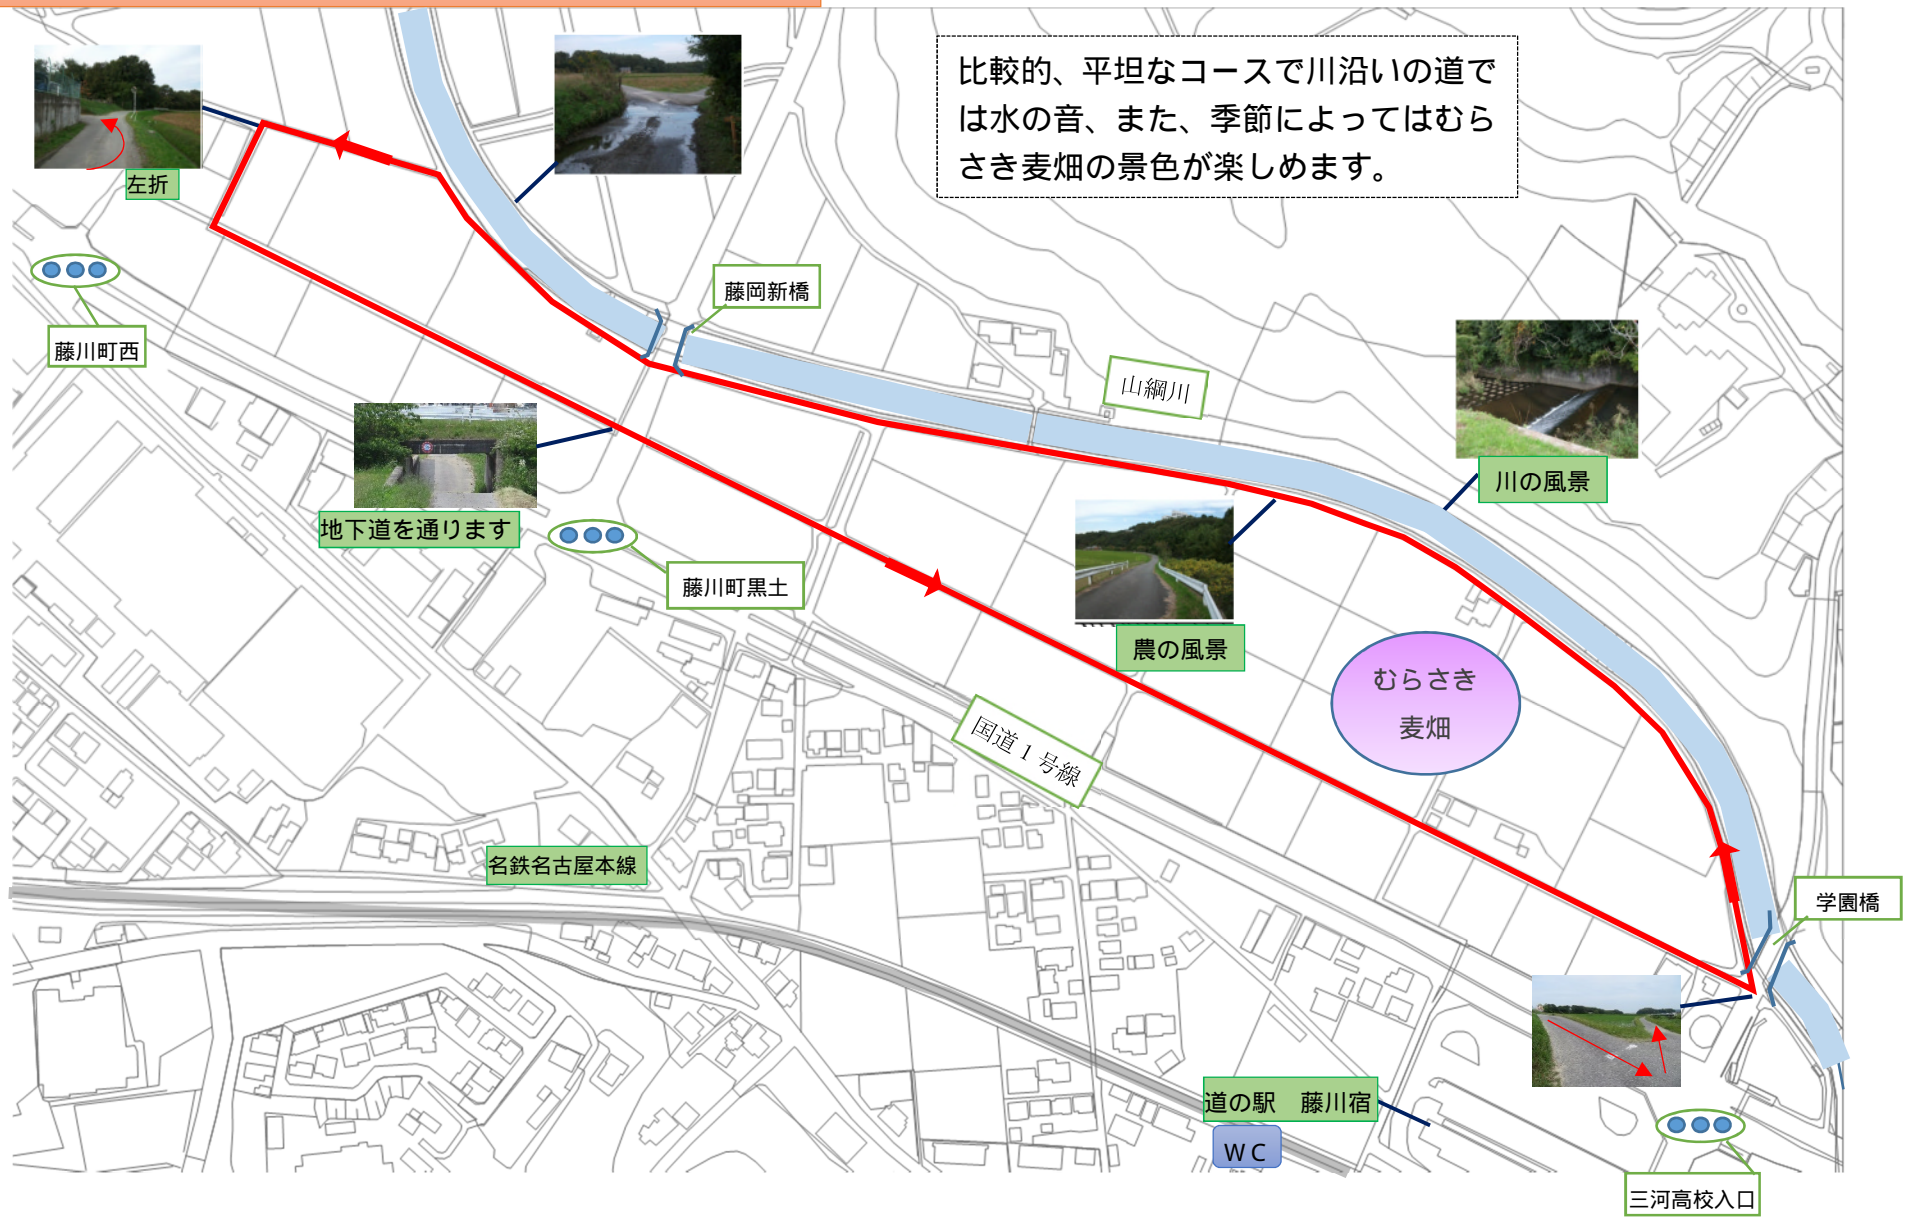 比較的、平坦なコースで川沿いの道で
は水の音、また、季節によってはむら
さき麦畑の景色が楽しめます。
左折
藤岡新橋
藤川町西
山綱川
川の風景
地下道を通ります
藤川町黒土
農の風景
むらさき
麦畑
国道1号線
名鉄名古屋本線
学園橋
道の駅　藤川宿
WC
三河高校入口